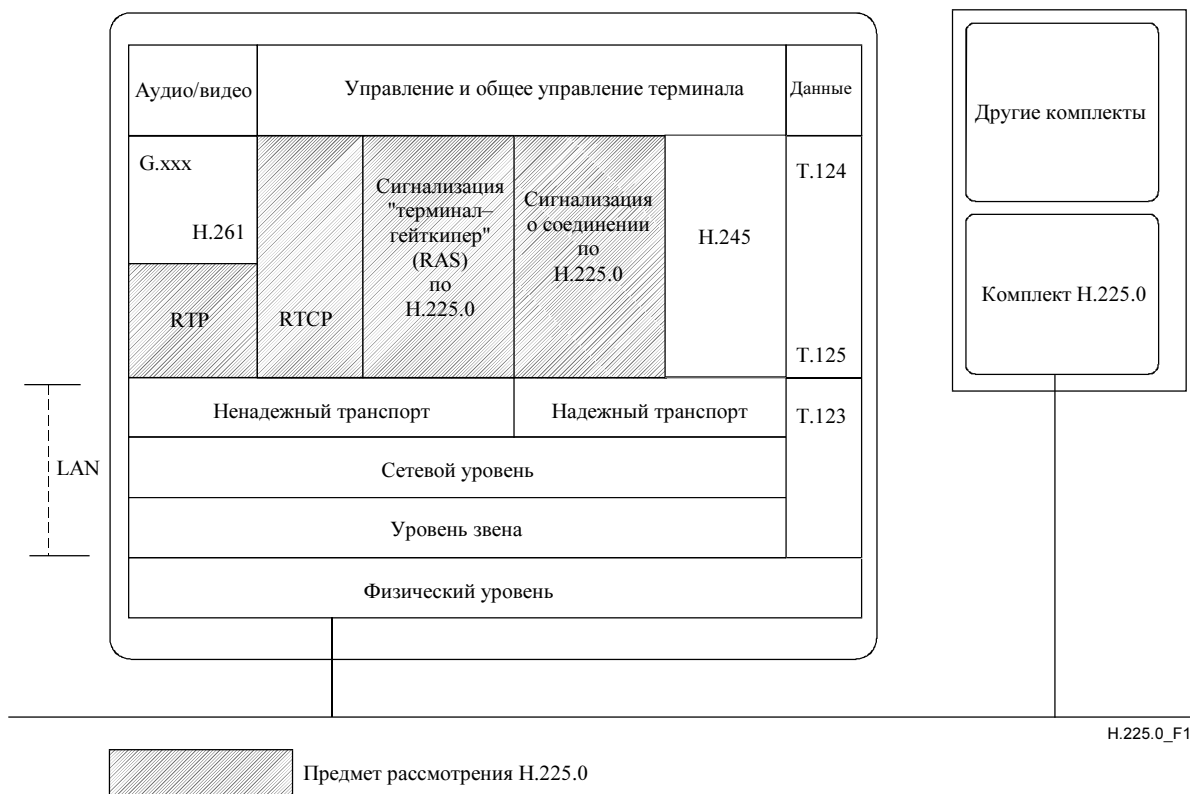 Аудио/видео
Управление и общее управление терминала
Данные
Другие комплекты
G.xxx
H.261
RTP
RTCP
Сигнализация
"терминал–
гейткипер"
(RAS)
по
H.225.0
Сигнализация
о соединении
по
H.225.0
H.245
T.124
T.125
Комплект H.225.0
LAN
Ненадежный транспорт
Надежный транспорт
T.123
Сетевой уровень
Уровень звена
Физический уровень
H.225.0_F1
Предмет рассмотрения H.225.0